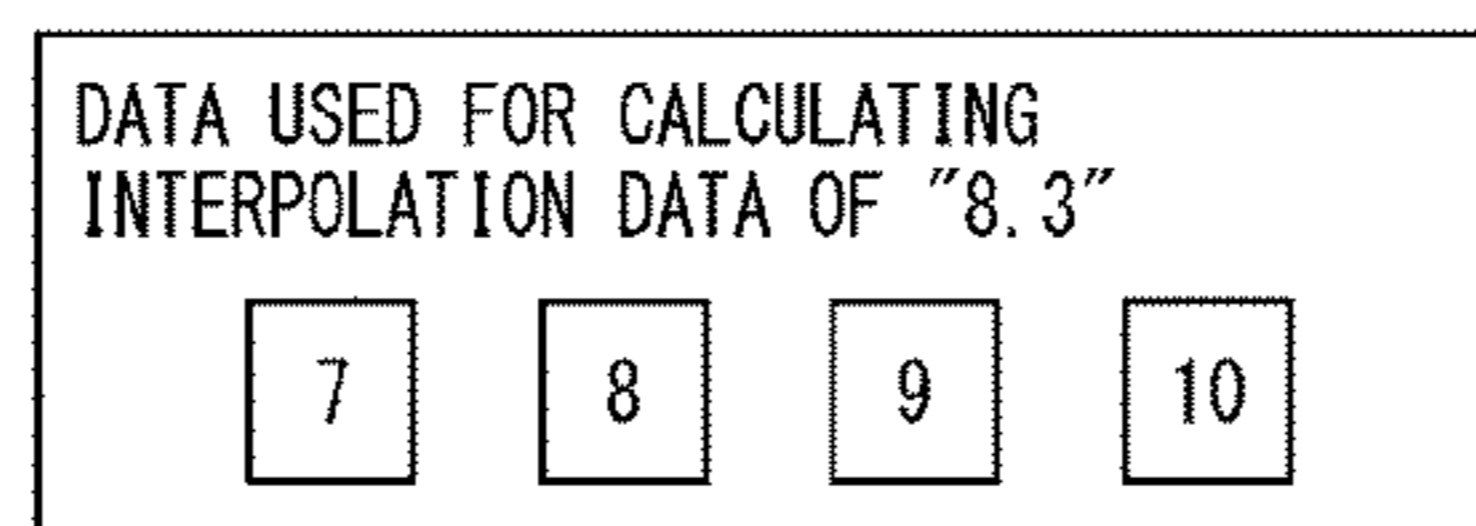 DATA USED FOR CALCULATING
INTERPOLATION DATA OF "8.3"
7 8 9 10